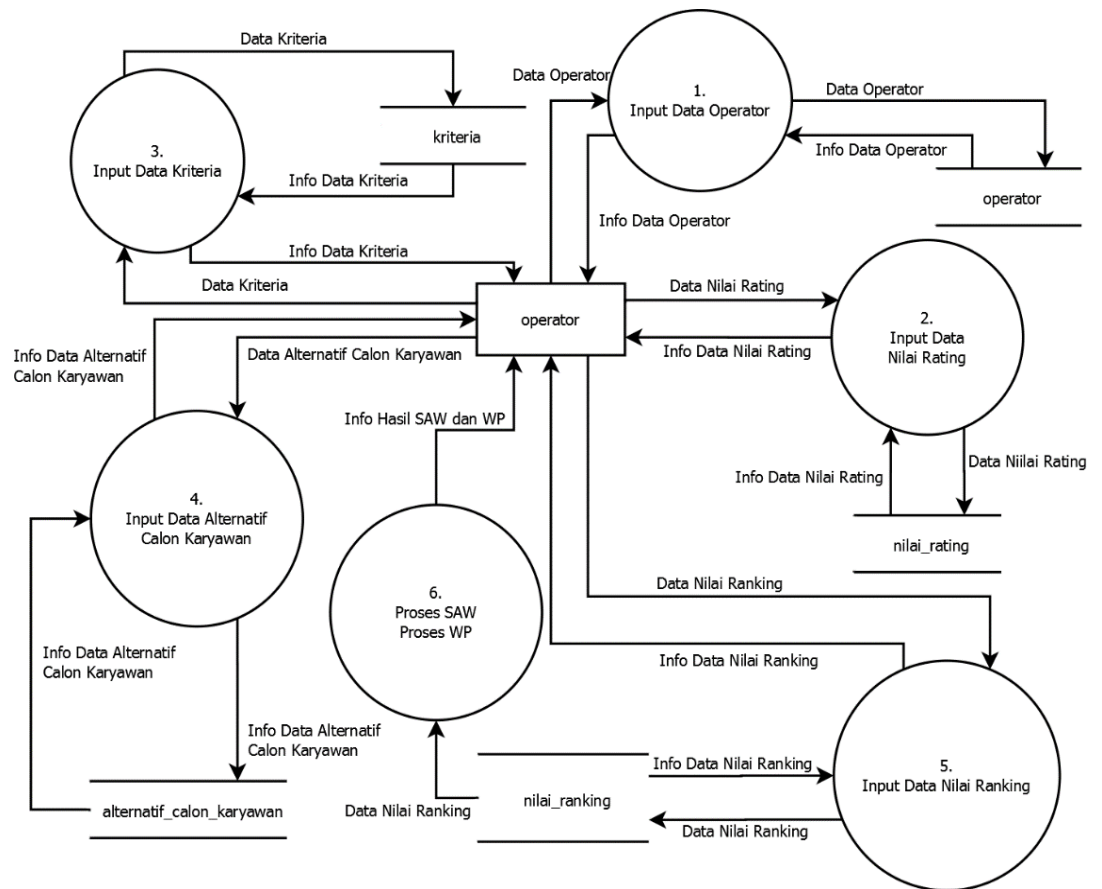 Data Kriteria
3.
Input Data Kriteria
kriteria
Info Data Kriteria
Info Data Kriteria
Data Kriteria
Data Operator
1.
Input Data Operator
Data Operator
Info Data Operator
operator
Info Data Operator
operator
Data Nilai Rating
Info Data Nilai Rating
2.
Input Data
Nilai Rating
Info Data Nilai Rating
Data Niilai Rating
nilai_rating
Info Data Alternatif
Calon Karyawan
Data Alternatif Calon Karyawan
4.
Input Data Alternatif
Calon Karyawan
Info Data Alternatif
Calon Karyawan
Info Data Alternatif
Calon Karyawan
alternatif_calon_karyawan
Info Hasil SAW dan WP
6.
Proses SAW
Proses WP
Data Nilai Ranking
nilai_ranking
Data Nilai Ranking
Info Data Nilai Ranking
Info Data Nilai Ranking
Data Nilai Ranking
5.
Input Data Nilai Ranking